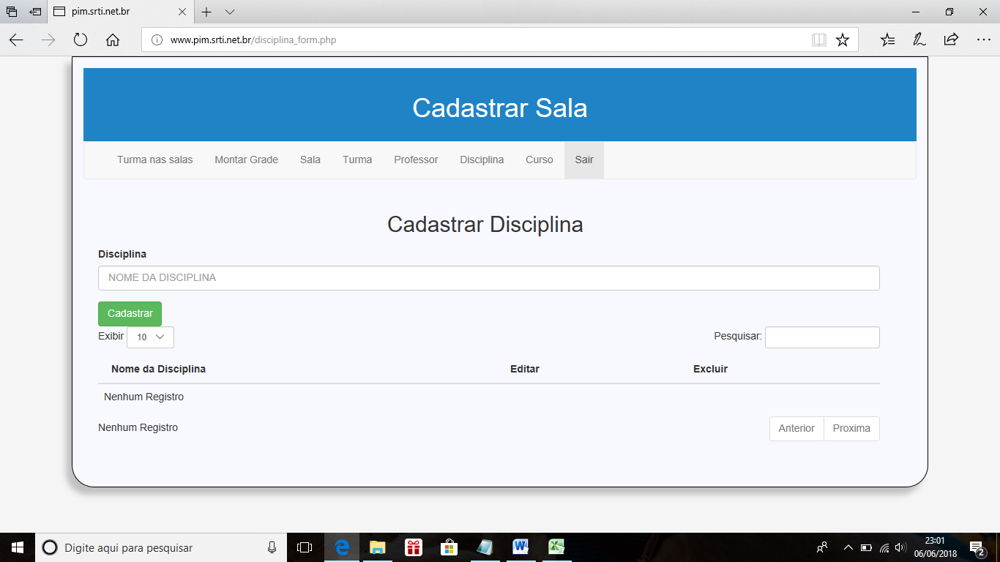 pim.srti.net.br
www.pim.srti.net.br/disciplina_form.php
Cadastrar Sala
Turma nas salas Montar Grade Sala Turma Professor Disciplina Curso Sair
Cadastrar Disciplina
Disciplina
NOME DA DISCIPLINA
Cadastrar
Exibir 10 Pesquisar:
Nome da Disciplina Editar Excluir
Nenhum Registro
Nenhum Registro Anterior Proxima
Digite aqui para pesquisar
23:01
06/06/2018
2